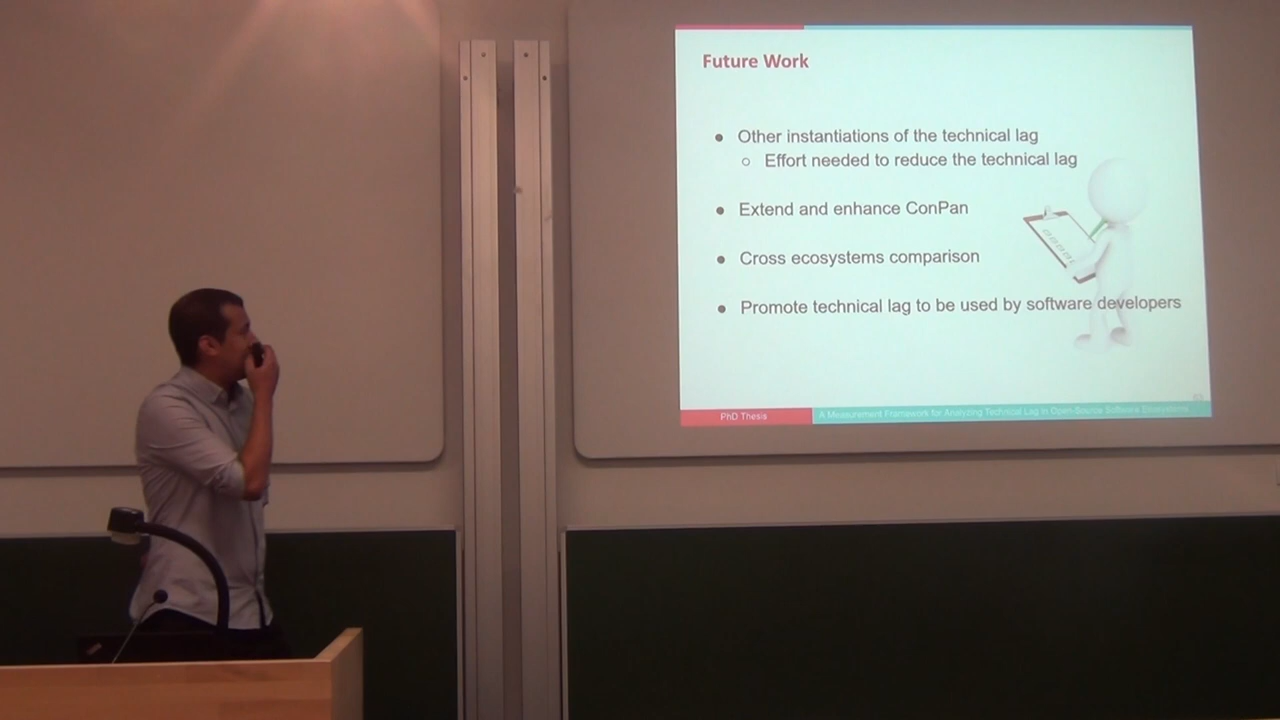 Future Work
● Other instantiations of the technical lag
○ Effort needed to reduce the technical lag
● Extend and enhance ConPan
● Cross ecosystems comparison
● Promote technical lag to be used by software developers
PhD Thesis
A Measurement Framework for Analyzing Technical Lag in Open-Source Software Ecosystems